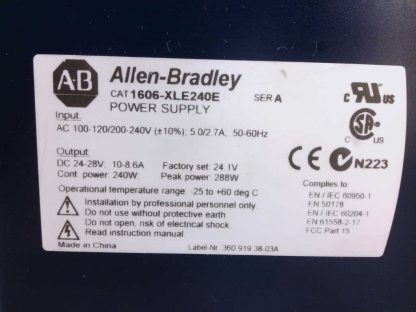 A-B Allen-Bradley
CAT 1606-XLE240E SER A
POWER SUPPLY
Input:
AC 100-120/200-240V (±10%); 5.0/2.7A; 50-60Hz
Output:
DC 24-28V; 10-8.6A Factory set: 24.1V
Cont. power: 240W; Peak power: 288W
Operational temperature range: -25 to +60 deg C
Installation by professional personnel only.
Do not use without protective earth.
Do not open; risk of electrical shock.
Read instruction manual.
Made in China
Label-Nr. 360.919.38-03A
C RU US
SA
C US
CE N223
Complies to
EN / IEC 60950-1
EN 50178
EN / IEC 60204-1
EN 61558-2-17
FCC Part 15